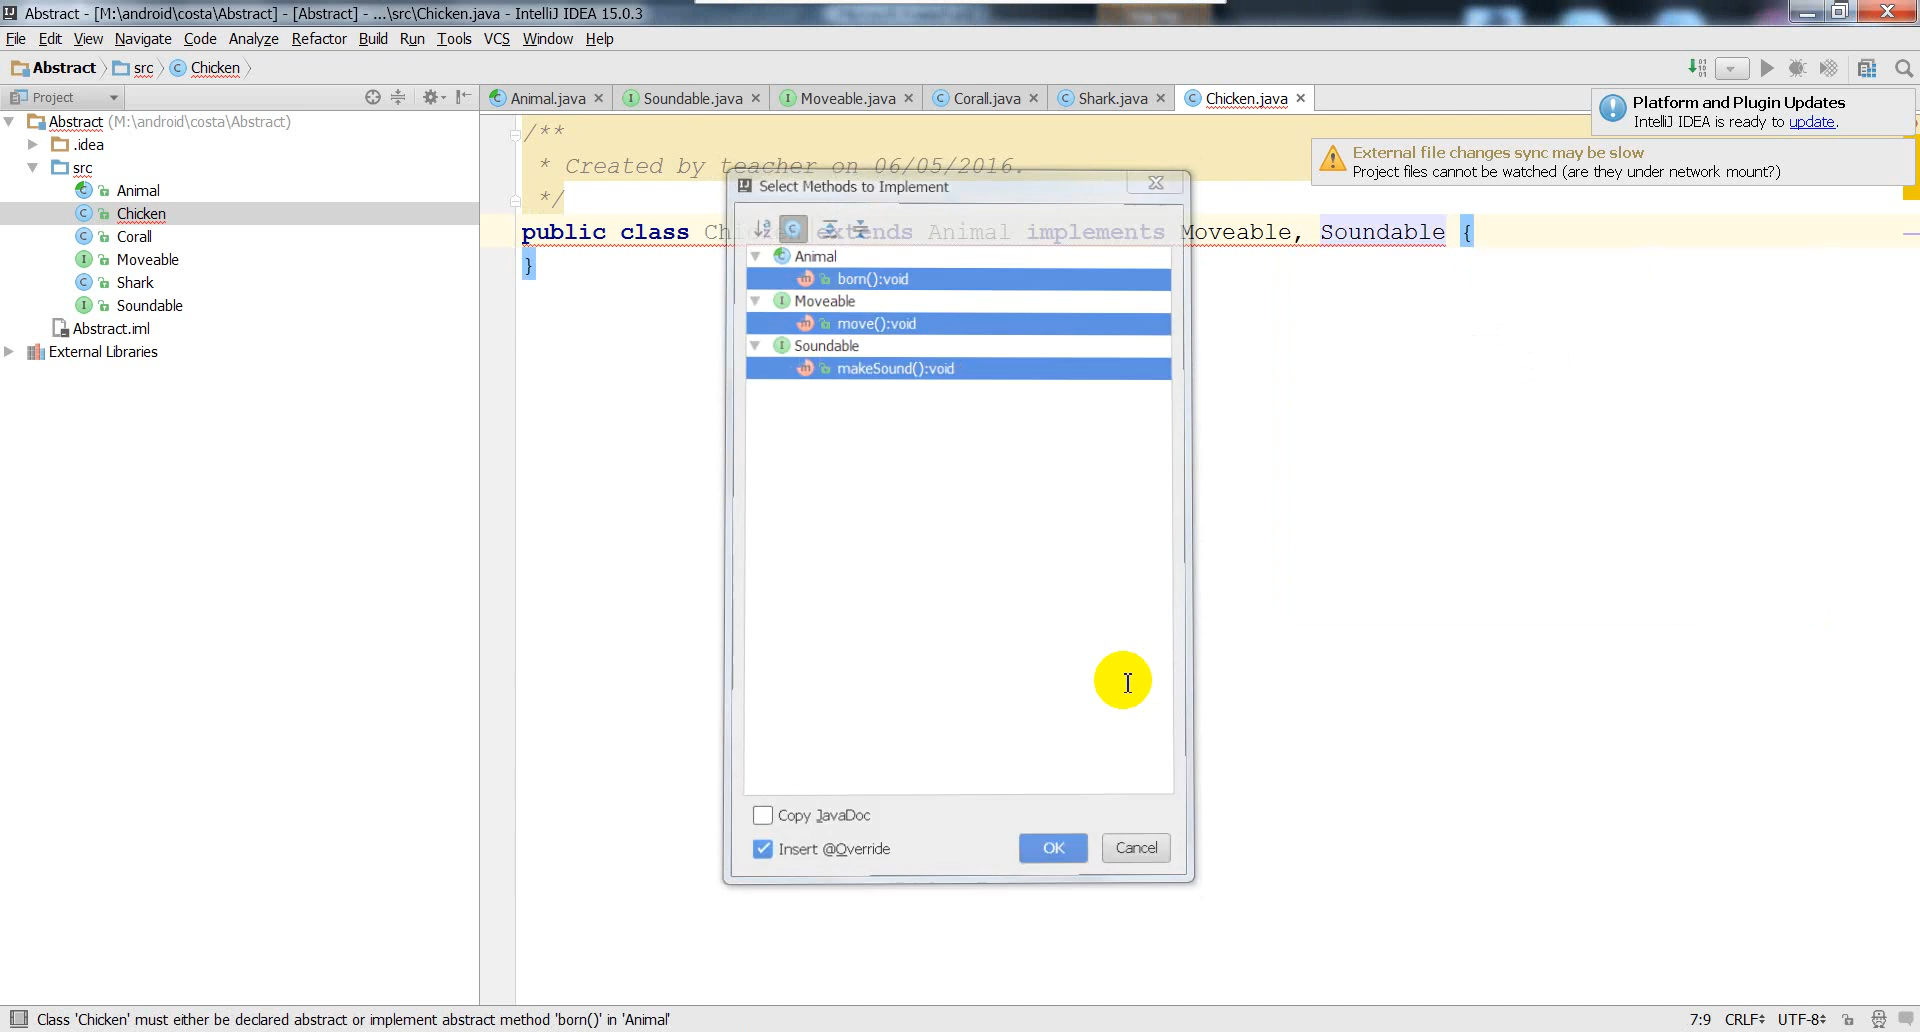 Abstract - [M:\android\costa\Abstract] - [Abstract] - ...\src\Chicken.java - IntelliJ IDEA 15.0.3
File Edit View Navigate Code Analyze Refactor Build Run Tools VCS Window Help
Abstract src Chicken
Project
Animal.java Soundable.java Moveable.java Corall.java Shark.java Chicken.java
Platform and Plugin Updates
IntelliJ IDEA is ready to update.
External file changes sync may be slow
Project files cannot be watched (are they under network mount?)
Abstract (M:\android\costa\Abstract)
.idea
src
Animal
Chicken
Corall
Moveable
Shark
Soundable
Abstract.iml
External Libraries
/**
* Created by teacher on 06/05/2016.
*/
public class Chicken extends Animal implements Moveable, Soundable {
}
Select Methods to Implement
Animal
born():void
Moveable
move():void
Soundable
makeSound():void
Copy JavaDoc
Insert @Override
OK Cancel
Class 'Chicken' must either be declared abstract or implement abstract method 'born()' in 'Animal'
7:9 CRLF UTF-8